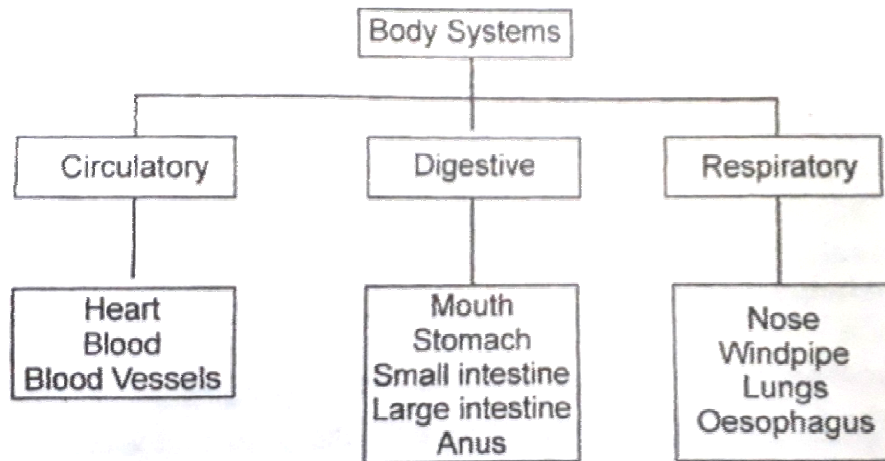 Body Systems
Circulatory
Digestive
Respiratory
Heart
Blood
Blood Vessels
Mouth
Stomach
Small intestine
Large intestine
Anus
Nose
Windpipe
Lungs
Oesophagus